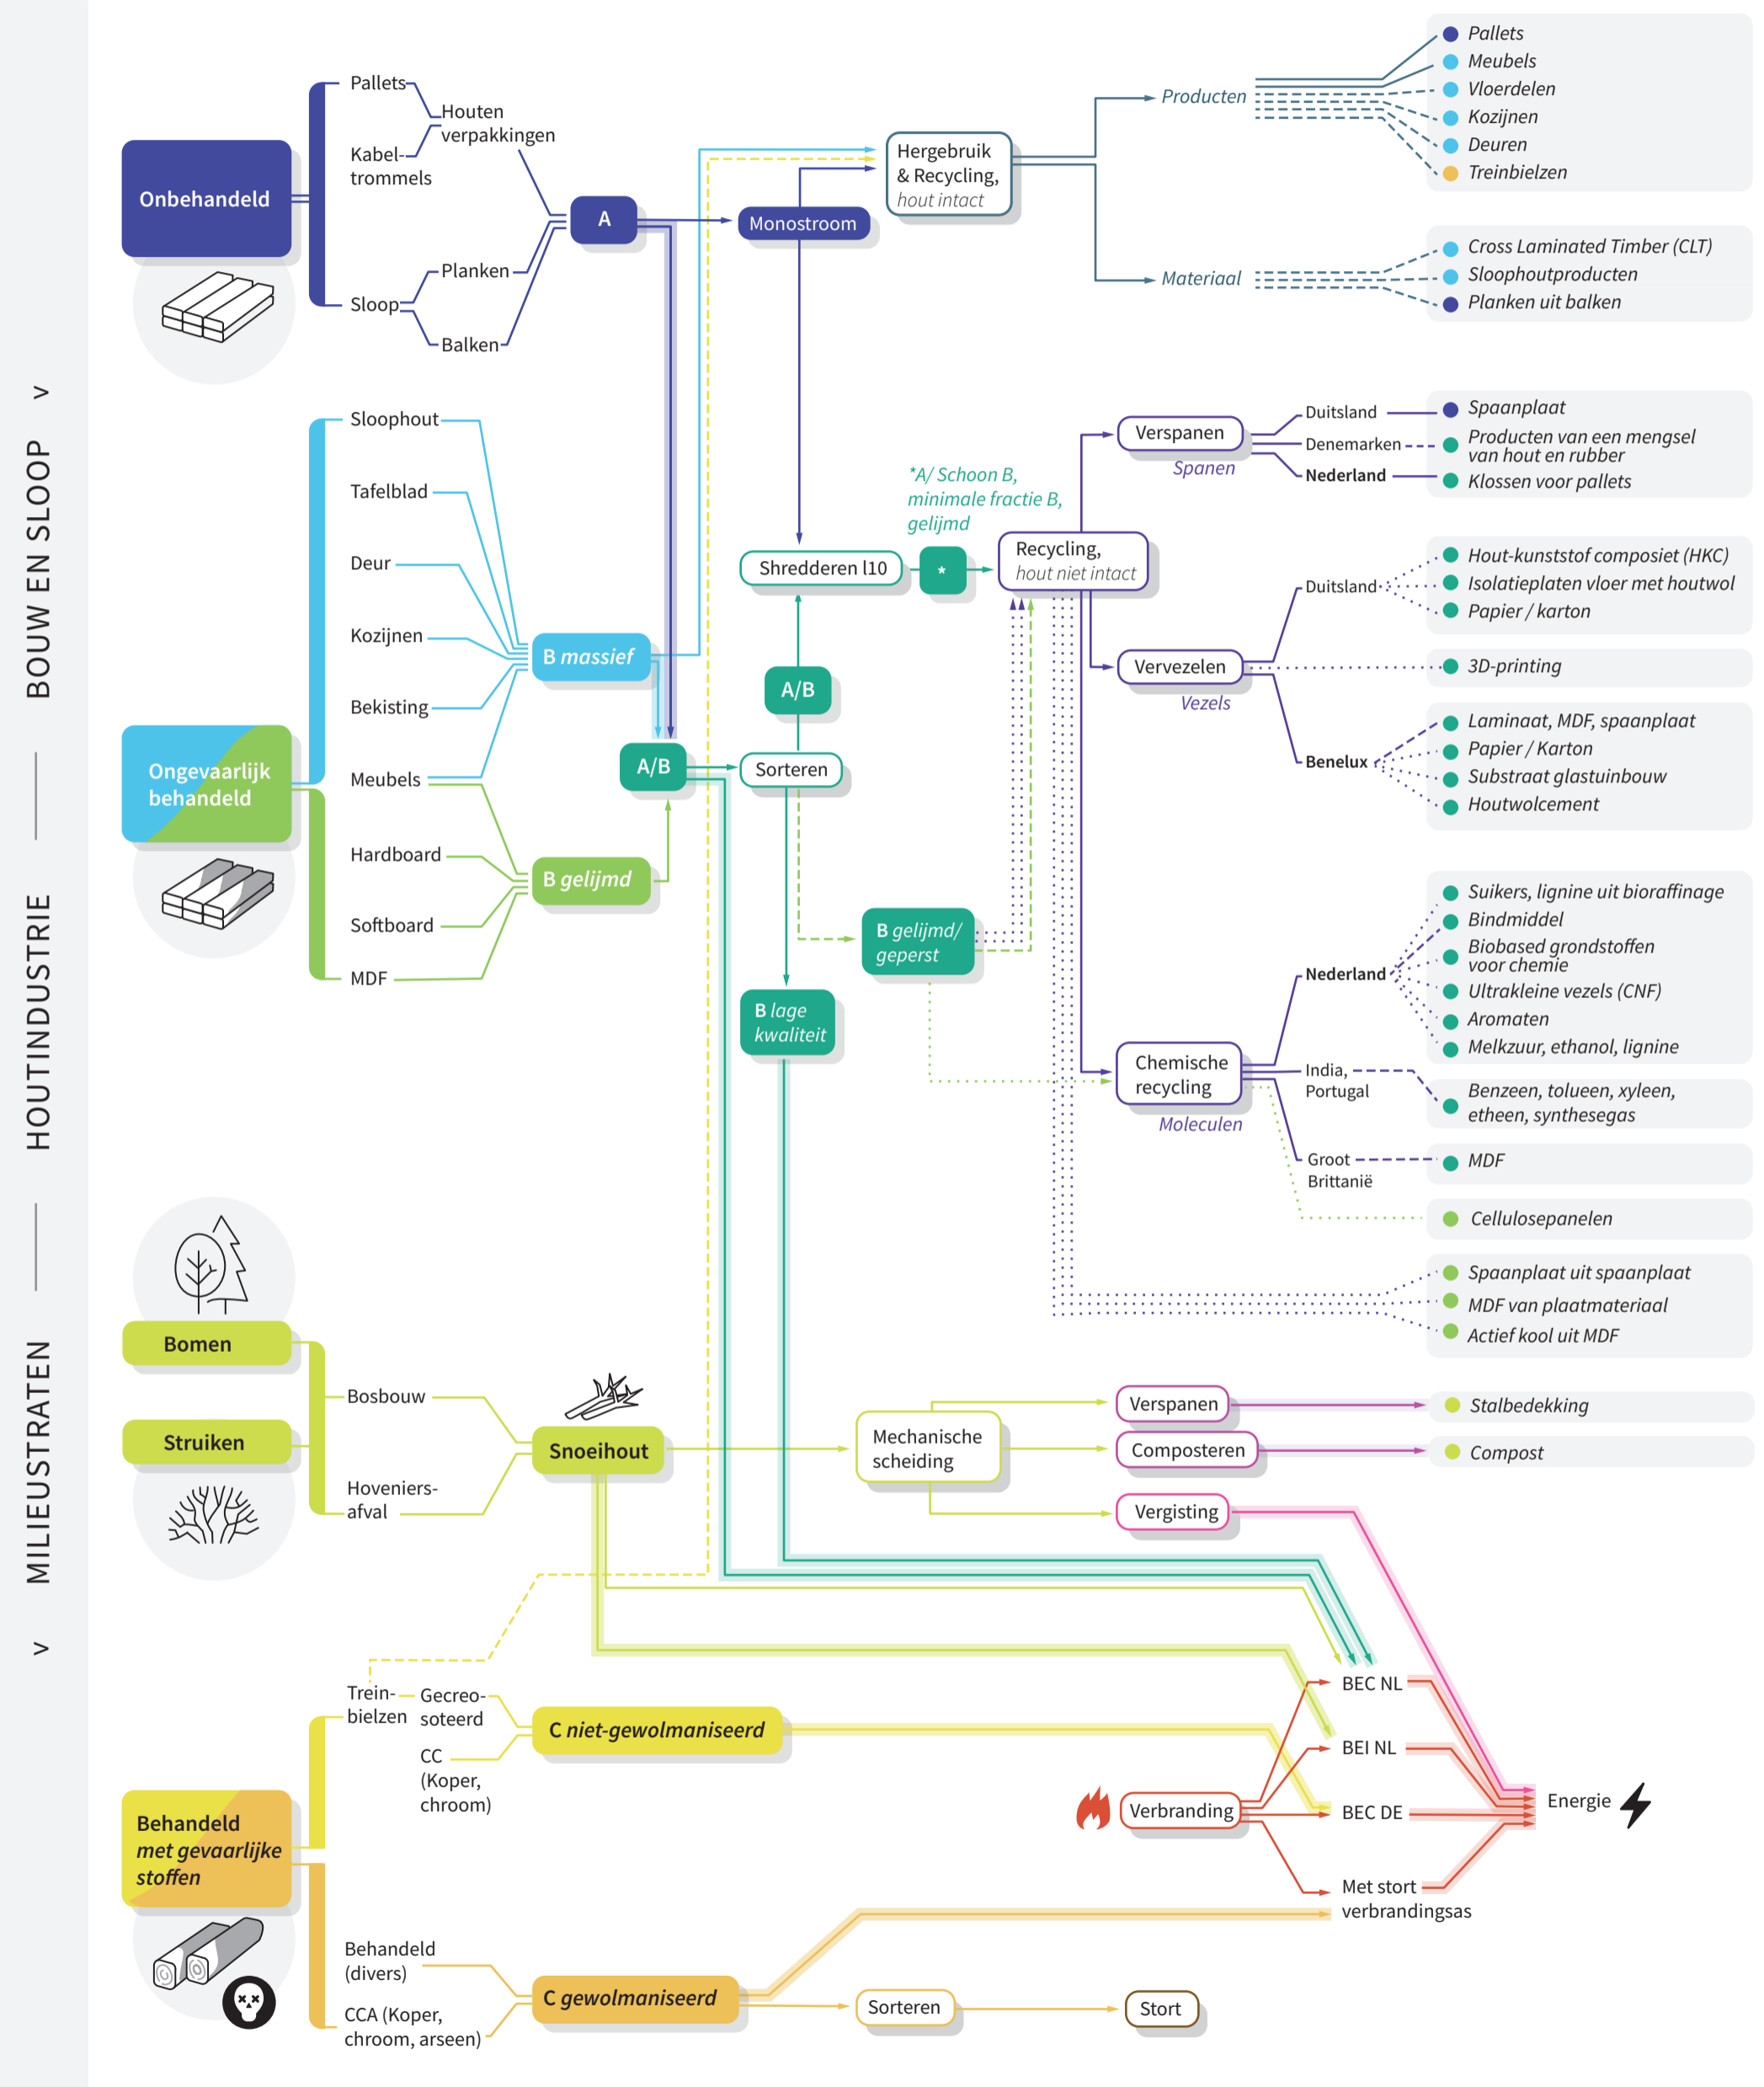 BOUW EN SLOOP
HOUTINDUSTRIE
MILIEUSTRATEN
Onbehandeld
Pallets
Houten
verpakkingen
Kabel-
trommels
Sloop
Planken
Balken
A
Monostroom
Hergebruik
& Recycling,
hout intact
Producten
Pallets
Meubels
Vloerdelen
Kozijnen
Deuren
Treinbielzen
Materiaal
Cross Laminated Timber (CLT)
Sloophoutproducten
Planken uit balken
Ongevaarlijk
behandeld
Sloophout
Tafelblad
Deur
Kozijnen
Bekisting
Meubels
Hardboard
Softboard
MDF
B massief
B gelijmd
A/B
Sorteren
A/B
Shredderen l10
*
*A/ Schoon B,
minimale fractie B,
gelijmd
Recycling,
hout niet intact
B gelijmd/
geperst
B lage
kwaliteit
Verspanen
Spanen
Duitsland
Denemarken
Nederland
Spaanplaat
Producten van een mengsel
van hout en rubber
Klossen voor pallets
Vervezelen
Vezels
Duitsland
Benelux
Hout-kunststof composiet (HKC)
Isolatieplaten vloer met houtwol
Papier / karton
3D-printing
Laminaat, MDF, spaanplaat
Papier / Karton
Substraat glastuinbouw
Houtwolcement
Chemische
recycling
Moleculen
Nederland
India,
Portugal
Groot
Brittanië
Suikers, lignine uit bioraffinage
Bindmiddel
Biobased grondstoffen
voor chemie
Ultrakleine vezels (CNF)
Aromaten
Melkzuur, ethanol, lignine
Benzeen, tolueen, xyleen,
etheen, synthesegas
MDF
Cellulosepanelen
Spaanplaat uit spaanplaat
MDF van plaatmateriaal
Actief kool uit MDF
Bomen
Struiken
Bosbouw
Hoveniers-
afval
Snoeihout
Mechanische
scheiding
Verspanen
Composteren
Vergisting
Stalbedekking
Compost
Behandeld
met gevaarlijke
stoffen
Trein-
bielzen
Gecreo-
soteerd
CC
(Koper,
chroom)
C niet-gewolmaniseerd
Behandeld
(divers)
CCA (Koper,
chroom, arseen)
C gewolmaniseerd
Sorteren
Stort
Verbranding
BEC NL
BEI NL
BEC DE
Met stort
verbrandingsas
Energie